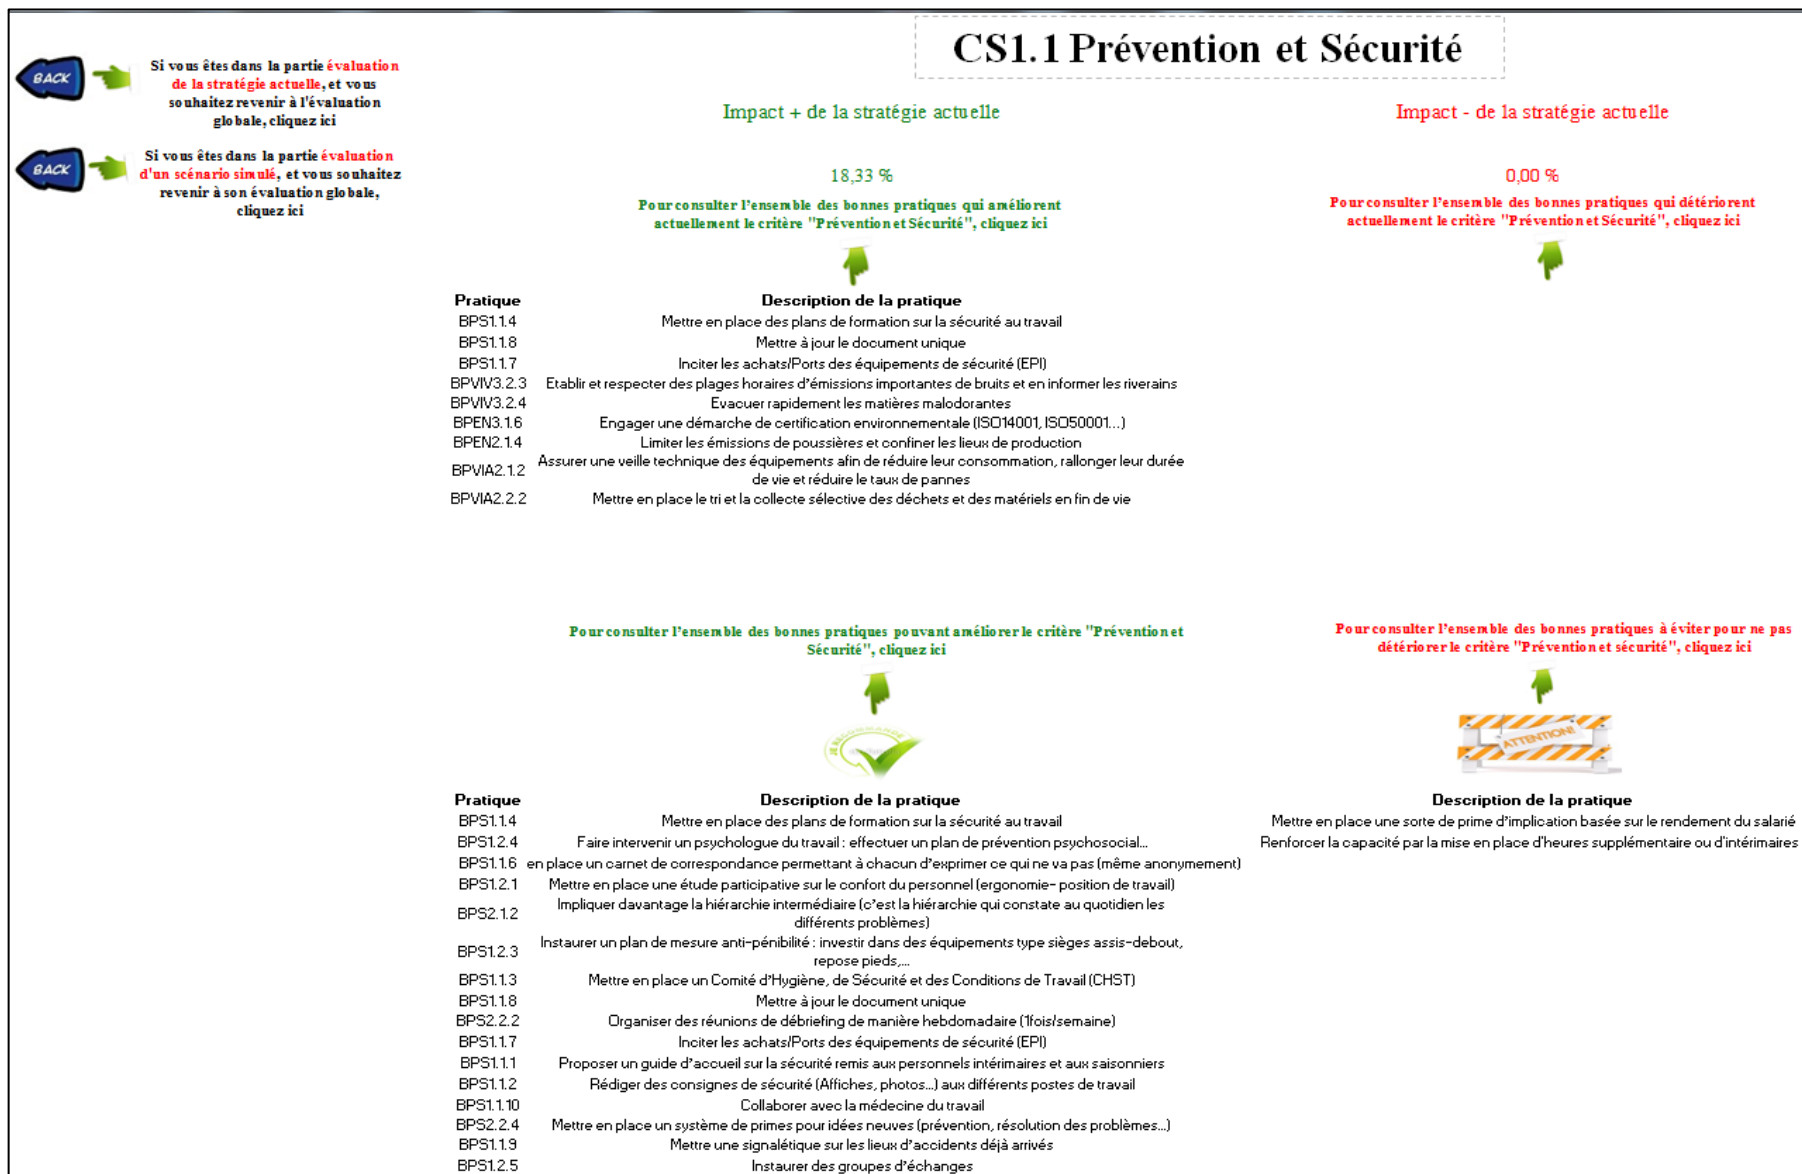 CS1.1 Prévention et Sécurité
BACK
Si vous êtes dans la partie évaluation
de la stratégie actuelle, et vous
souhaitez revenir à l'évaluation
globale, cliquez ici
BACK
Si vous êtes dans la partie évaluation
d'un scénario simulé, et vous souhaitez
revenir à son évaluation globale,
cliquez ici
Impact + de la stratégie actuelle
18,33 %
Pour consulter l'ensemble des bonnes pratiques qui améliorent
actuellement le critère "Prévention et Sécurité", cliquez ici
Impact - de la stratégie actuelle
0,00 %
Pour consulter l'ensemble des bonnes pratiques qui détériorent
actuellement le critère "Prévention et Sécurité", cliquez ici
Pratique Description de la pratique
BPS1.1.4 Mettre en place des plans de formation sur la sécurité au travail
BPS1.1.8 Mettre à jour le document unique
BPS1.1.7 Inciter les achats/Ports des équipements de sécurité (EPI)
BPVIV3.2.3 Etablir et respecter des plages horaires d'émissions importantes de bruits et en informer les riverains
BPVIV3.2.4 Evacuer rapidement les matières malodorantes
BPEN3.1.6 Engager une démarche de certification environnementale (ISO14001, ISO50001...)
BPEN2.1.4 Limiter les émissions de poussières et confiner les lieux de production
BPVIA2.1.2 Assurer une veille technique des équipements afin de réduire leur consommation, rallonger leur durée
de vie et réduire le taux de pannes
BPVIA2.2.2 Mettre en place le tri et la collecte sélective des déchets et des matériels en fin de vie
Pour consulter l'ensemble des bonnes pratiques pouvant améliorer le critère "Prévention et
Sécurité", cliquez ici
JE RECOMMANDE
Pour consulter l'ensemble des bonnes pratiques à éviter pour ne pas
détériorer le critère "Prévention et sécurité", cliquez ici
ATTENTION!
Pratique Description de la pratique
BPS1.1.4 Mettre en place des plans de formation sur la sécurité au travail
BPS1.2.4 Faire intervenir un psychologue du travail : effectuer un plan de prévention psychosocial...
BPS1.1.6 en place un carnet de correspondance permettant à chacun d'exprimer ce qui ne va pas (même anonymement)
BPS1.2.1 Mettre en place une étude participative sur le confort du personnel (ergonomie- position de travail)
BPS2.1.2 Impliquer davantage la hiérarchie intermédiaire (c'est la hiérarchie qui constate au quotidien les
différents problèmes)
BPS1.2.3 Instaurer un plan de mesure anti-pénibilité : investir dans des équipements type sièges assis-debout,
repose pieds,...
BPS1.1.3 Mettre en place un Comité d'Hygiène, de Sécurité et des Conditions de Travail (CHST)
BPS1.1.8 Mettre à jour le document unique
BPS2.2.2 Organiser des réunions de débriefing de manière hebdomadaire (1fois/semaine)
BPS1.1.7 Inciter les achats/Ports des équipements de sécurité (EPI)
BPS1.1.1 Proposer un guide d'accueil sur la sécurité remis aux personnels intérimaires et aux saisonniers
BPS1.1.2 Rédiger des consignes de sécurité (Affiches, photos...) aux différents postes de travail
BPS1.1.10 Collaborer avec la médecine du travail
BPS2.2.4 Mettre en place un système de primes pour idées neuves (prévention, résolution des problèmes...)
BPS1.1.9 Mettre une signalétique sur les lieux d'accidents déjà arrivés
BPS1.2.5 Instaurer des groupes d'échanges
Description de la pratique
Mettre en place une sorte de prime d'implication basée sur le rendement du salarié
Renforcer la capacité par la mise en place d'heures supplémentaire ou d'intérimaires